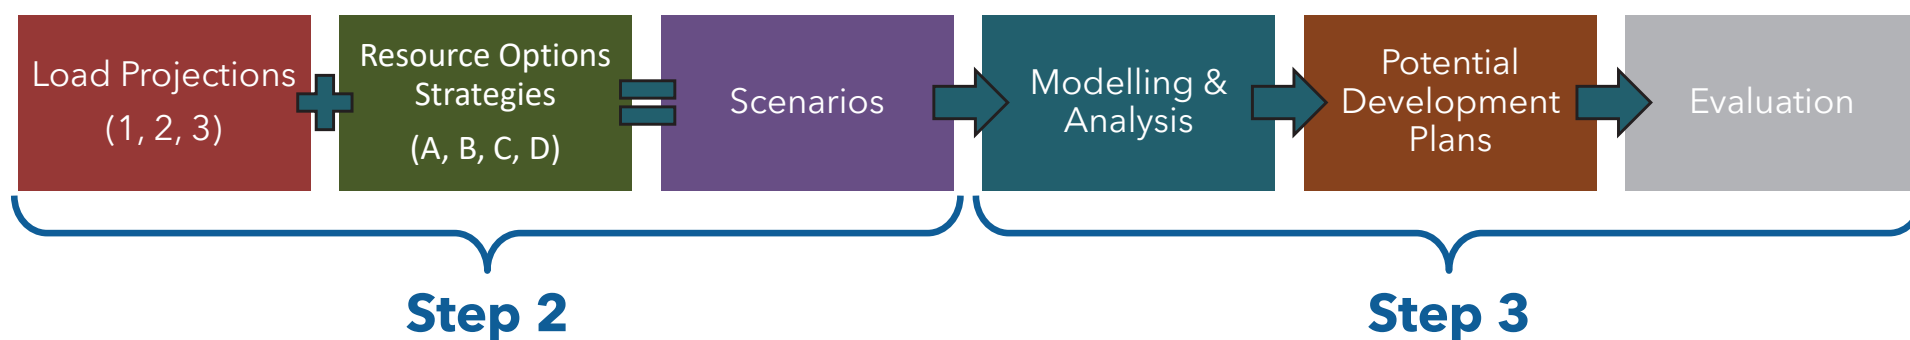 Load Projections
(1, 2, 3)
Resource Options
Strategies
(A, B, C, D)
Scenarios
Modelling &
Analysis
Potential
Development
Plans
Evaluation
Step 2
Step 3